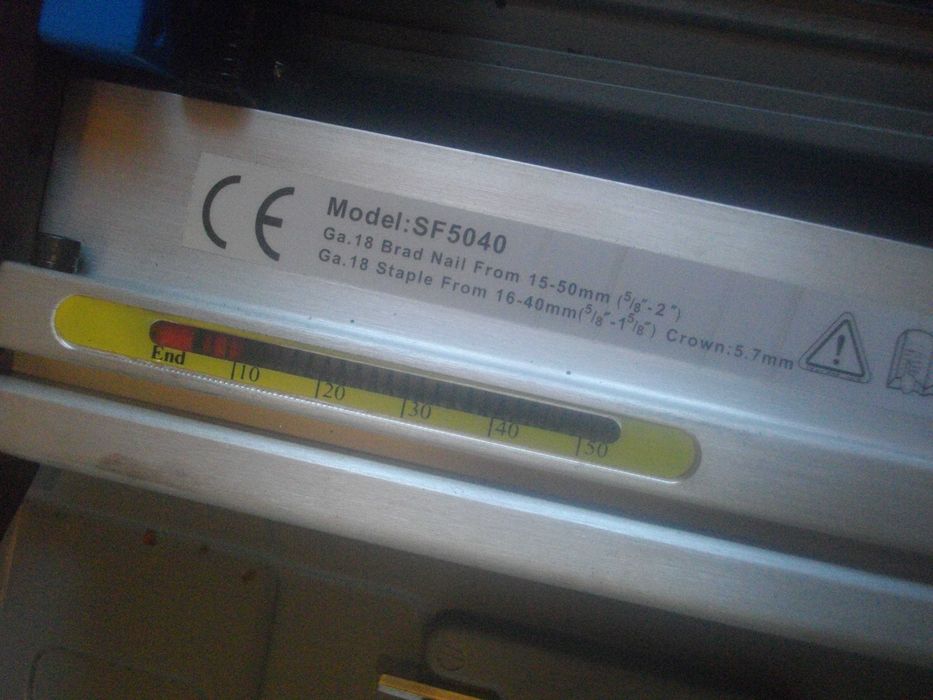 CE
Model:SF5040
Ga.18 Brad Nail From 15-50mm (5/8"-2")
Ga.18 Staple From 16-40mm(5/8"-1 5/8") Crown:5.7mm
End
10
20
30
40
50